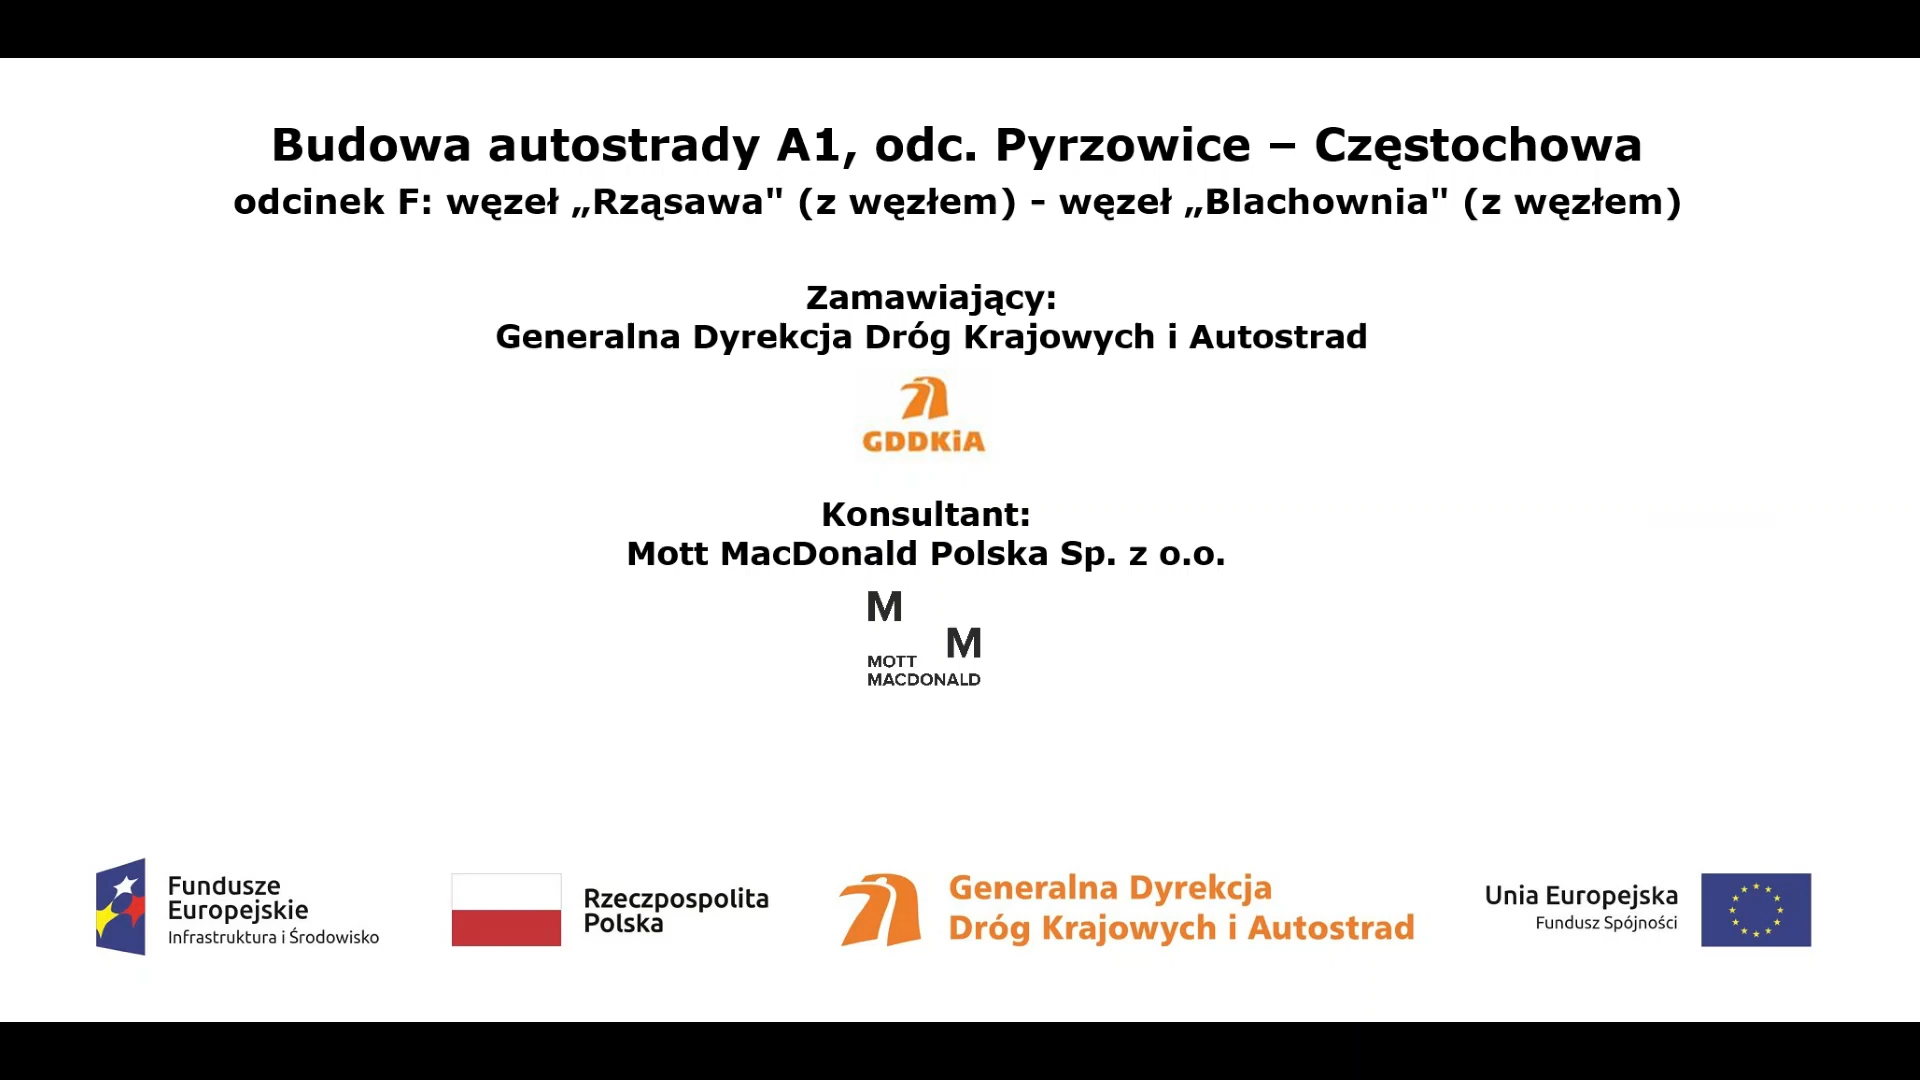 Budowa autostrady A1, odc. Pyrzowice – Częstochowa
odcinek F: węzeł „Rząsawa" (z węzłem) - węzeł „Blachownia" (z węzłem)
Zamawiający:
Generalna Dyrekcja Dróg Krajowych i Autostrad
GDDKiA
Konsultant:
Mott MacDonald Polska Sp. z o.o.
M
M
MOTT
MACDONALD
Fundusze
Europejskie
Infrastruktura i Środowisko
Rzeczpospolita
Polska
Generalna Dyrekcja
Dróg Krajowych i Autostrad
Unia Europejska
Fundusz Spójności